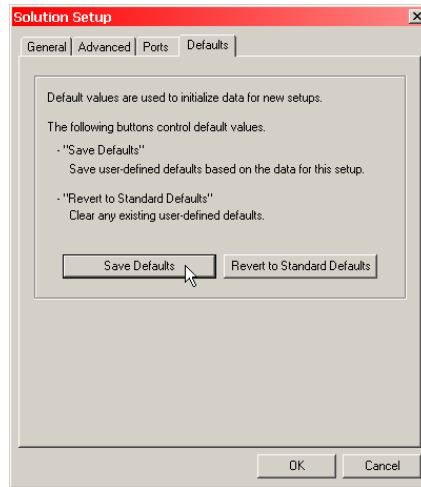 Solution Setup
General Advanced Ports Defaults
Default values are used to initialize data for new setups.
The following buttons control default values.
- "Save Defaults"
Save user-defined defaults based on the data for this setup.
- "Revert to Standard Defaults"
Clear any existing user-defined defaults.
Save Defaults Revert to Standard Defaults
OK Cancel